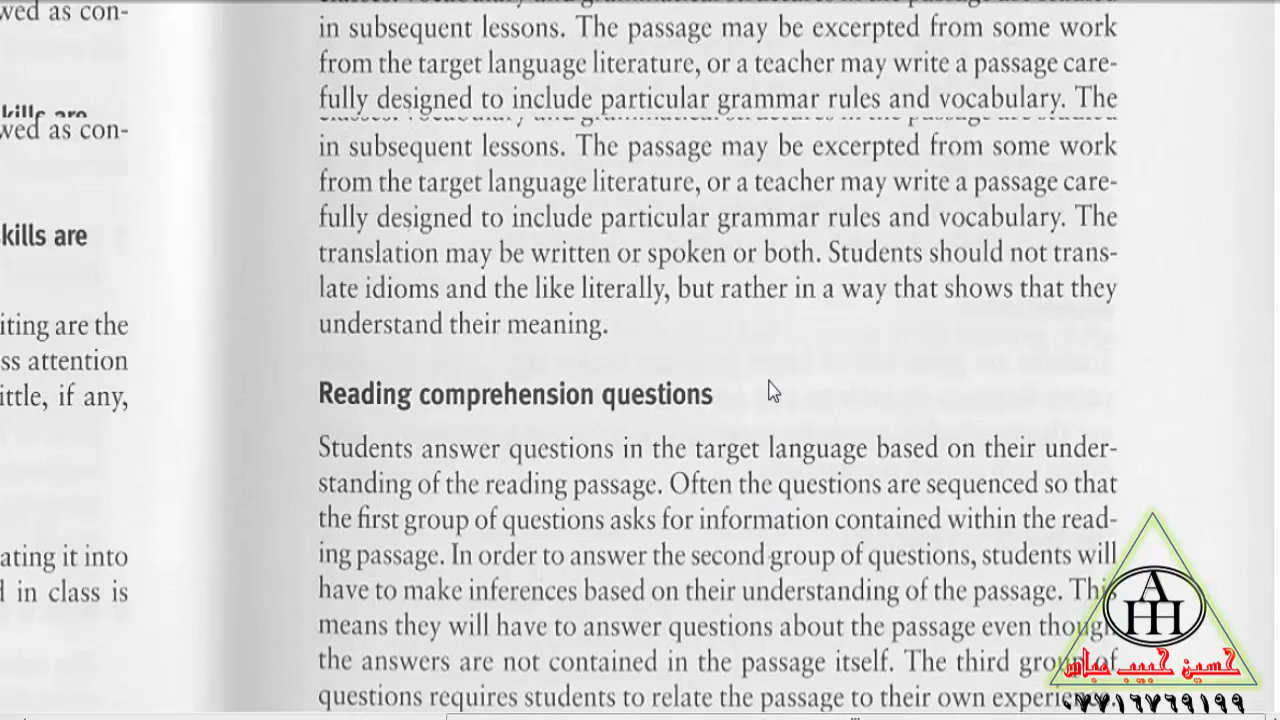 wed as con-
wed as con-
kills are
iting are the
ss attention
ittle, if any,
ating it into
d in class is
in subsequent lessons. The passage may be excerpted from some work
from the target language literature, or a teacher may write a passage care-
fully designed to include particular grammar rules and vocabulary. The
in subsequent lessons. The passage may be excerpted from some work
from the target language literature, or a teacher may write a passage care-
fully designed to include particular grammar rules and vocabulary. The
translation may be written or spoken or both. Students should not trans-
late idioms and the like literally, but rather in a way that shows that they
understand their meaning.
Reading comprehension questions
Students answer questions in the target language based on their under-
standing of the reading passage. Often the questions are sequenced so that
the first group of questions asks for information contained within the read-
ing passage. In order to answer the second group of questions, students will
have to make inferences based on their understanding of the passage. This
means they will have to answer questions about the passage even though
the answers are not contained in the passage itself. The third group of
questions requires students to relate the passage to their own experience.
AHH
حسين حبيب عباس
٠٧٧١٦٧٦٩١٩٩